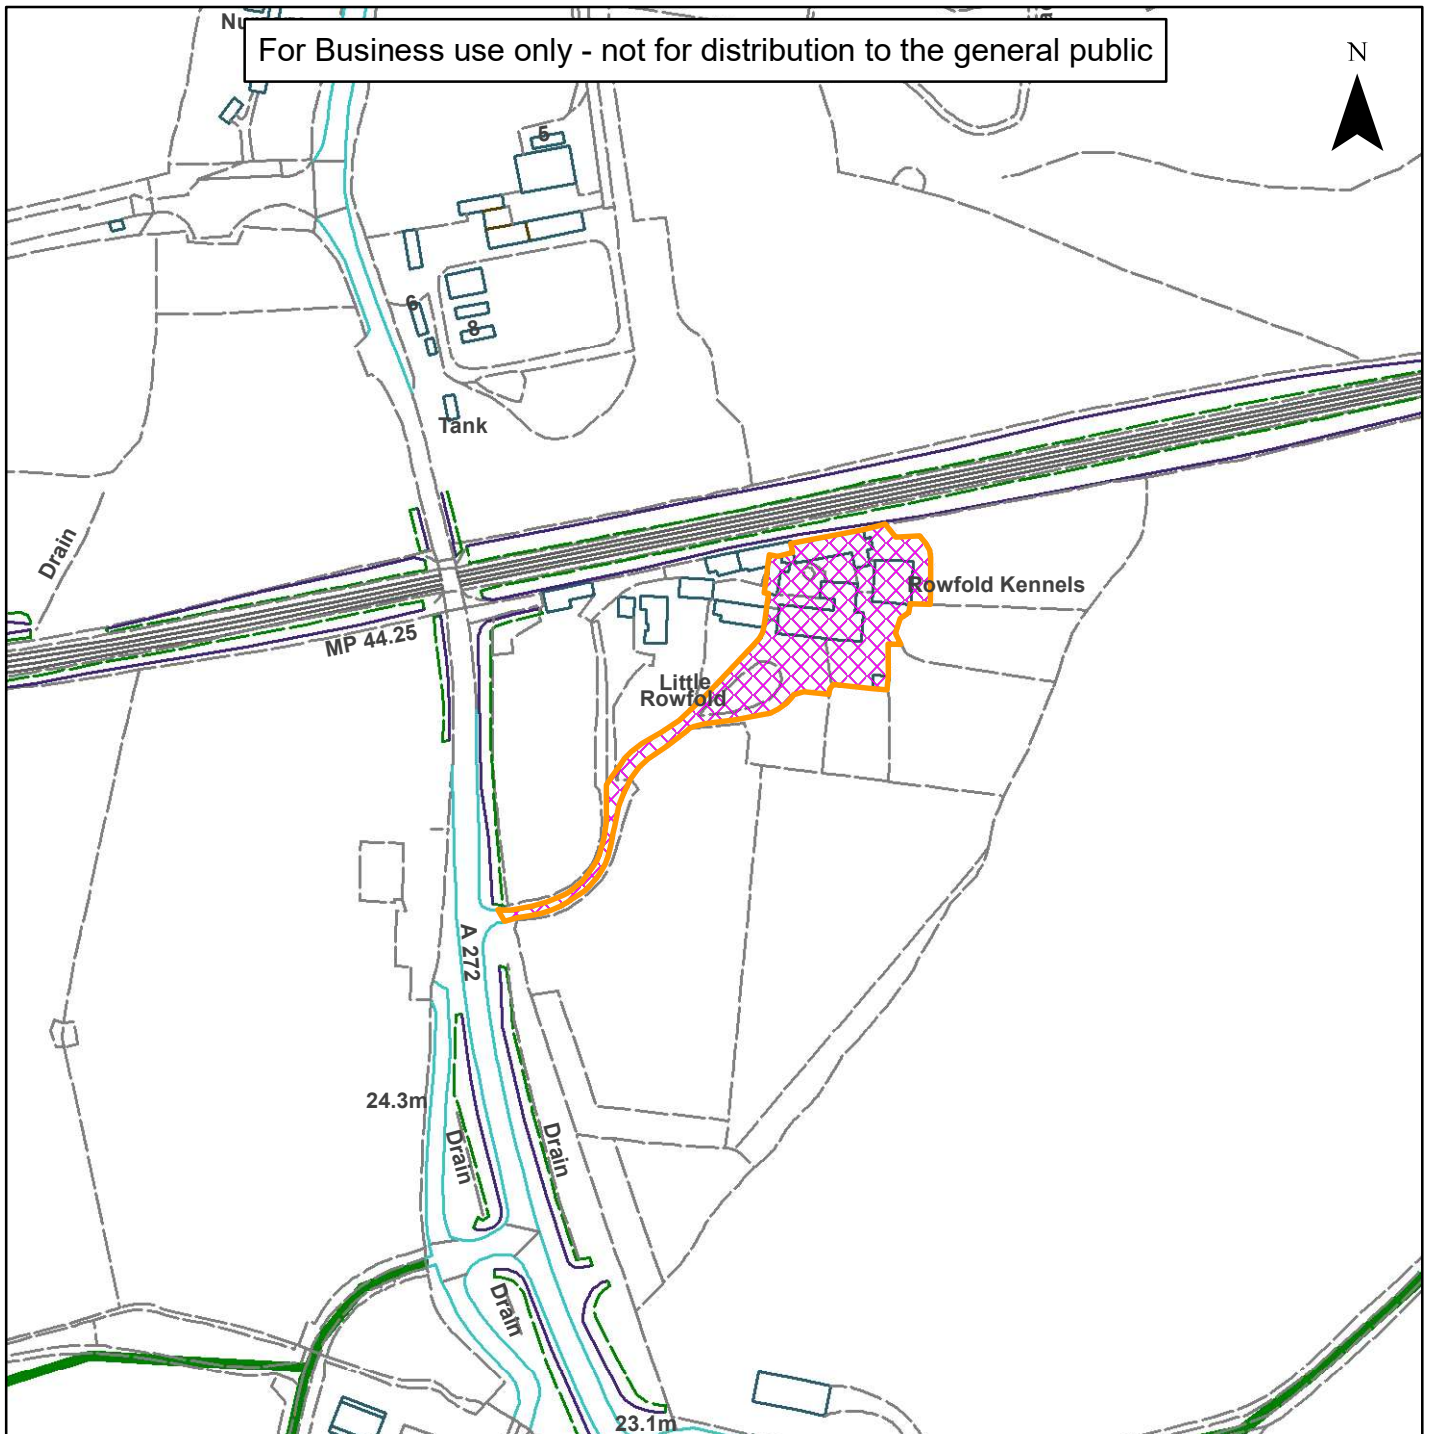 For Business use only - not for distribution to the general public
N
5
6
8
Tank
Drain
MP 44.25
Rowfold Kennels
Little
Rowfold
A 272
24.3m
Drain
Drain
Drain
23.1m